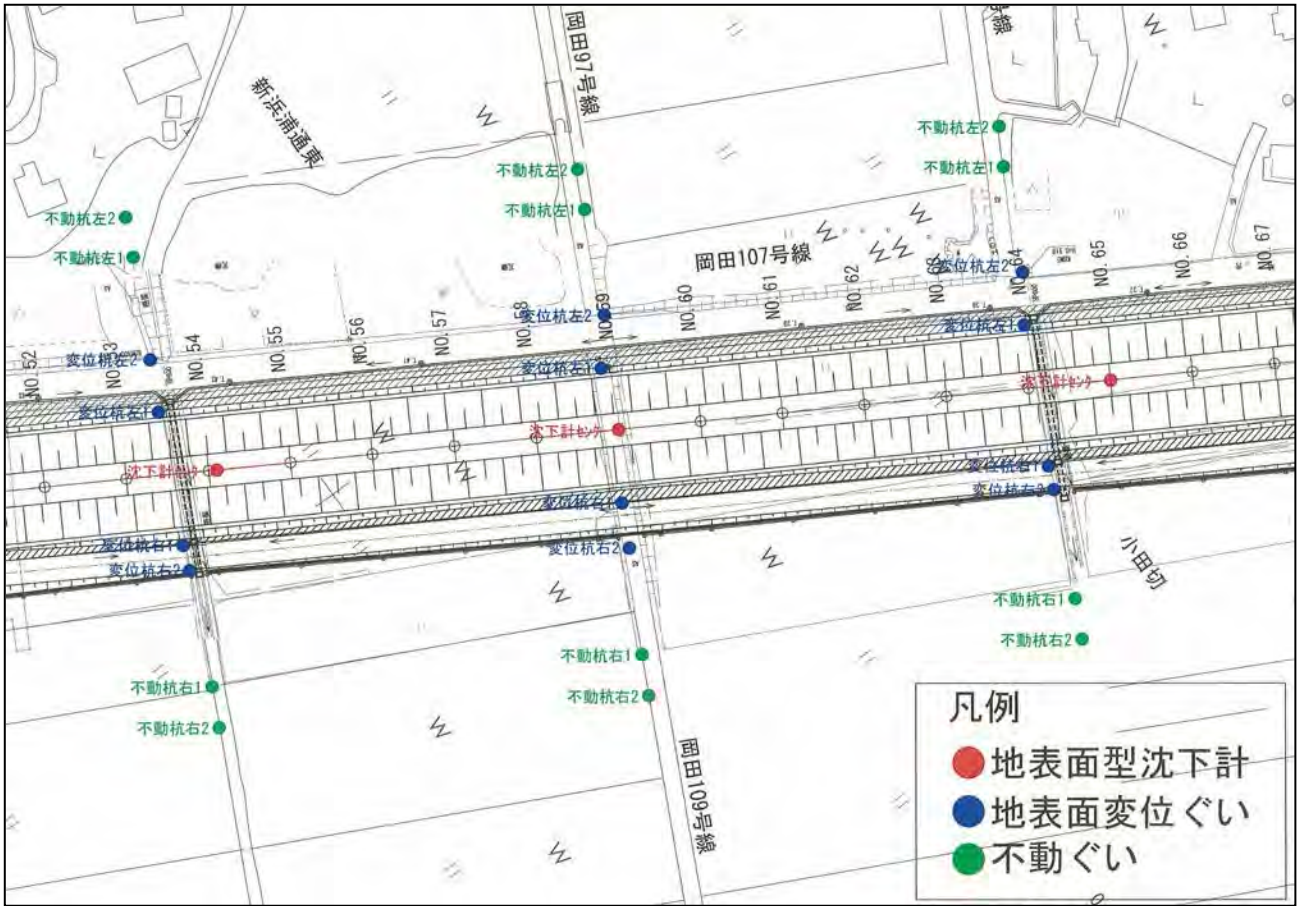 岡田97号線
号線
新浜浦通東
不動杭左2
不動杭左1
不動杭左2
不動杭左1
不動杭左2
不動杭左1
岡田107号線
変位杭左2
変位杭左1
変位杭左2
変位杭左1
変位杭左2
変位杭左1
NO.52
NO.54
NO.55
NO.56
NO.57
NO.58
NO.60
NO.61
NO.62
NO.63
NO.64
NO.65
NO.66
NO.67
沈下計センター
沈下計センター
沈下計センター
変位杭右1
変位杭右2
変位杭右1
変位杭右2
変位杭右1
変位杭右2
小田切
不動杭右1
不動杭右2
不動杭右1
不動杭右2
不動杭右1
不動杭右2
岡田109号線
凡例
地表面型沈下計
地表面変位ぐい
不動ぐい